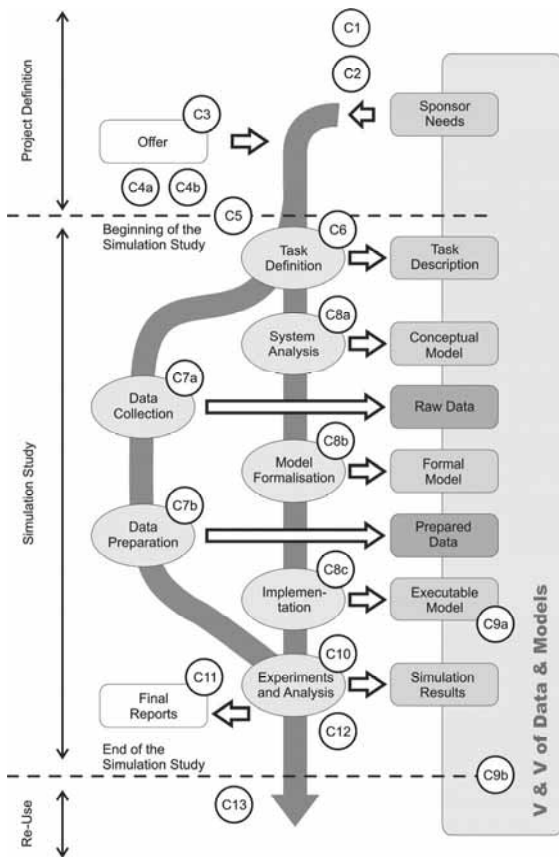 C1
C2
Project Definition
C3
Offer
Sponsor
Needs
C4a
C4b
C5
Beginning of the
Simulation Study
C6
Task
Definition
Task
Description
C8a
System
Analysis
Conceptual
Model
C7a
Data
Collection
Raw Data
C8b
Model
Formalisation
Formal
Model
Simulation Study
C7b
Data
Preparation
Prepared
Data
C8c
Implemen-
tation
Executable
Model
C9a
C10
Experiments
and Analysis
Simulation
Results
C11
Final
Reports
C12
End of the
Simulation Study
C9b
V & V of Data & Models
C13
Re-Use